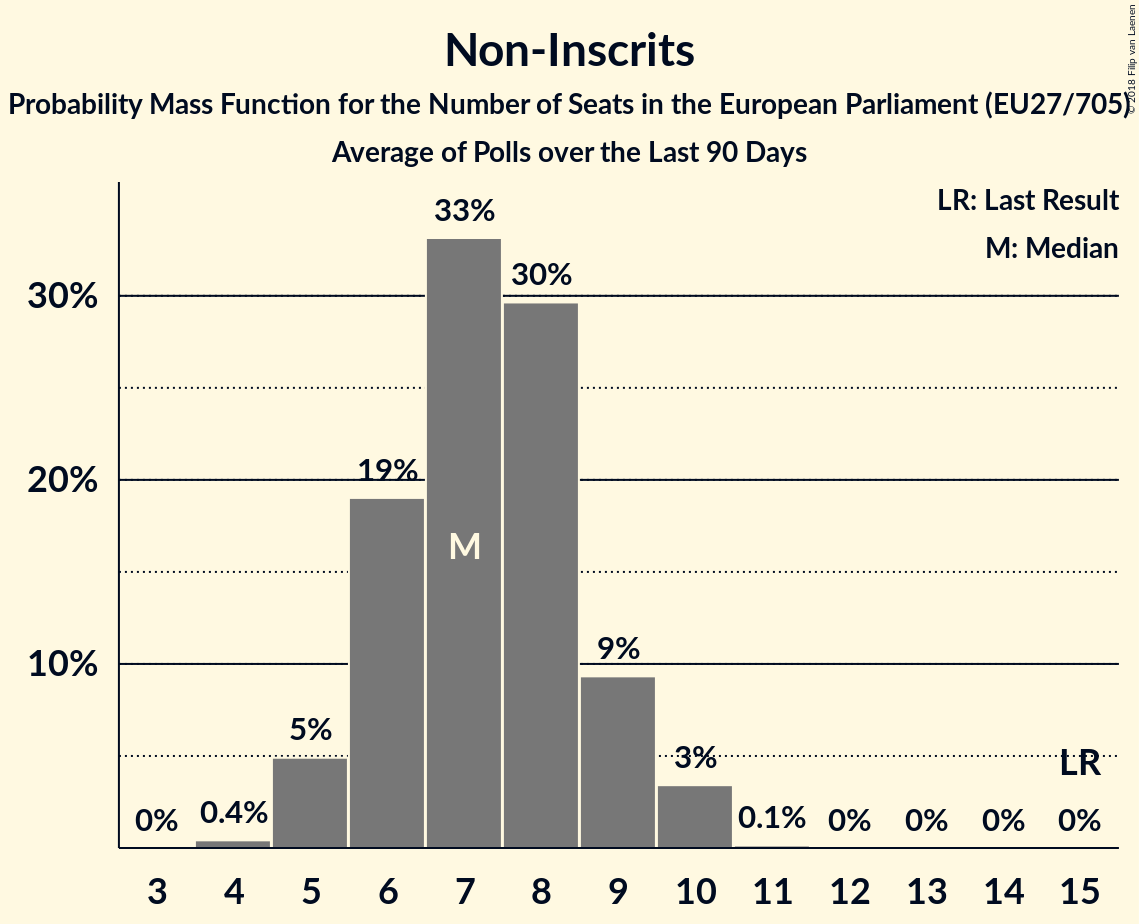 Non-Inscrits
Probability Mass Function for the Number of Seats in the European Parliament (EU27/705)
Average of Polls over the Last 90 Days
© 2018 Filip van Laenen
LR: Last Result
M: Median
33%
30%
30%
20%
19%
M
10%
9%
5%
3%
LR
0%
0.4%
0.1%
0%
0%
0%
0%
3 4 5 6 7 8 9 10 11 12 13 14 15